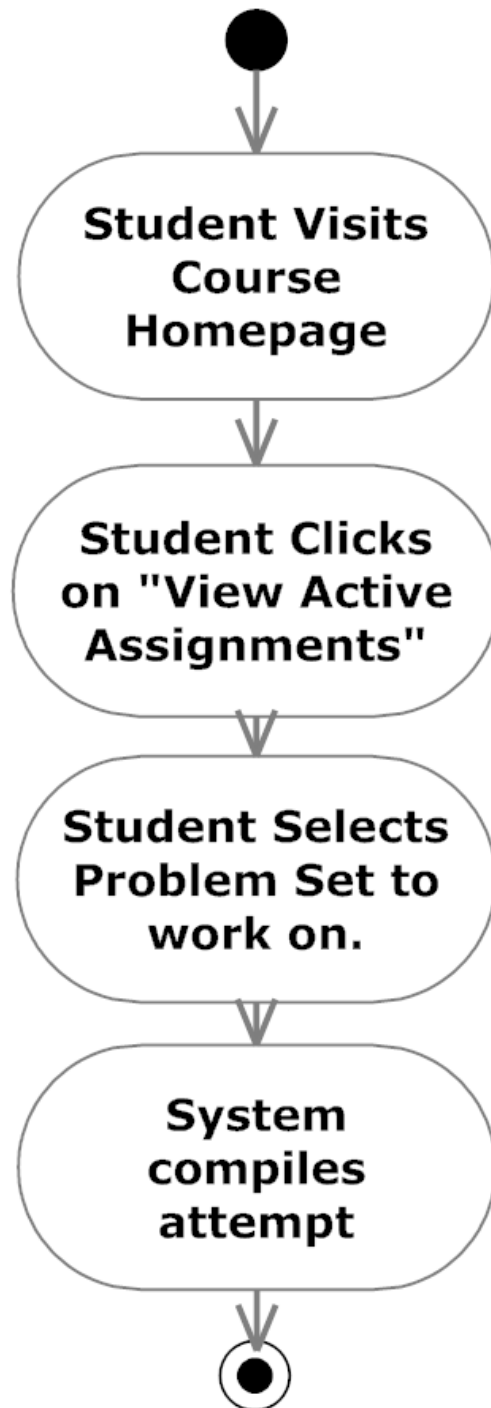 Student Visits
Course
Homepage
Student Clicks
on "View Active
Assignments"
Student Selects
Problem Set to
work on.
System
compiles
attempt